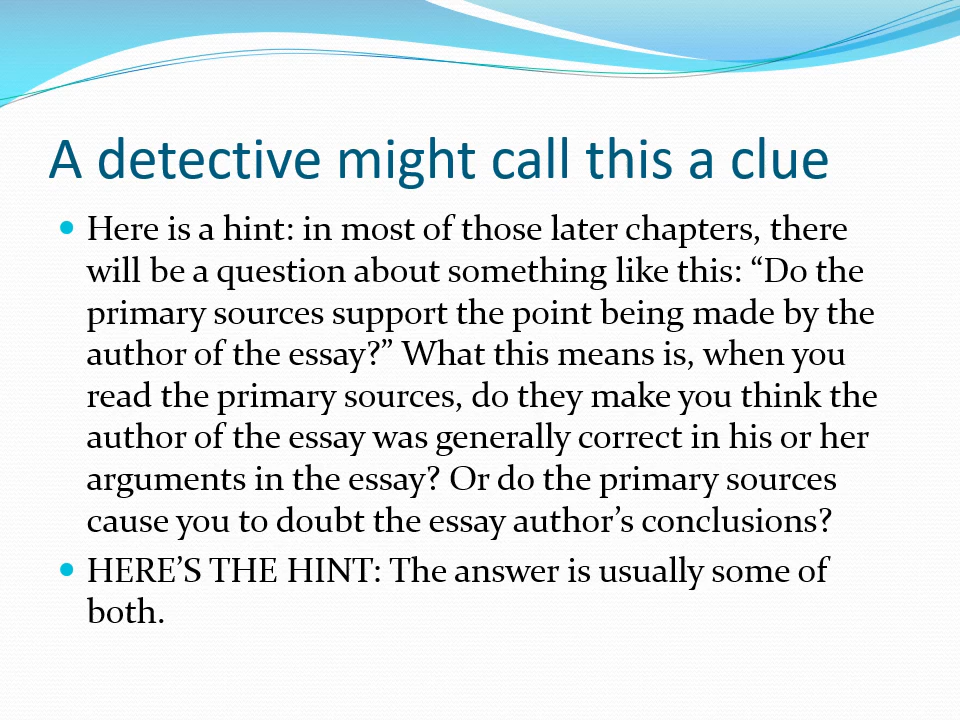 A detective might call this a clue
Here is a hint: in most of those later chapters, there
will be a question about something like this: “Do the
primary sources support the point being made by the
author of the essay?” What this means is, when you
read the primary sources, do they make you think the
author of the essay was generally correct in his or her
arguments in the essay? Or do the primary sources
cause you to doubt the essay author’s conclusions?
HERE’S THE HINT: The answer is usually some of
both.